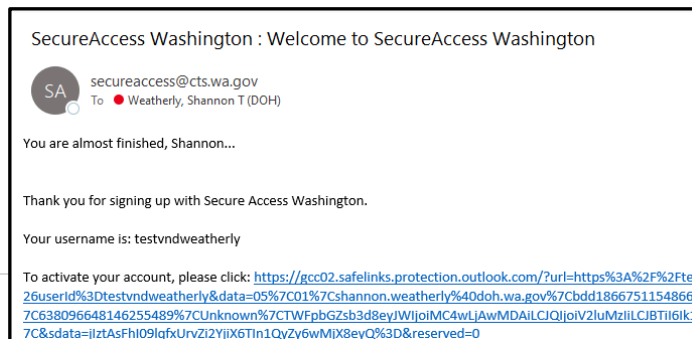 SecureAccess Washington : Welcome to SecureAccess Washington
SA
secureaccess@cts.wa.gov
To Weatherly, Shannon T (DOH)
You are almost finished, Shannon...
Thank you for signing up with Secure Access Washington.
Your username is: testvndweatherly
To activate your account, please click: https://gcc02.safelinks.protection.outlook.com/?url=https%3A%2F%2Fte
26userId%3Dtestvndweatherly&data=05%7C01%7Cshannon.weatherly%40doh.wa.gov%7Cbdd1866751154866
7C638096648146255489%7CUnknown%7CTWFpbGZsb3d8eyJWIjoiMC4wLjAwMDAiLCJQIjoiV2luMzIiLCJBTiI6Ik1
7C&sdata=jIztAsFhI09lqfxUrvZi2YjiX6TIn1QyZy6wMjX8eyQ%3D&reserved=0